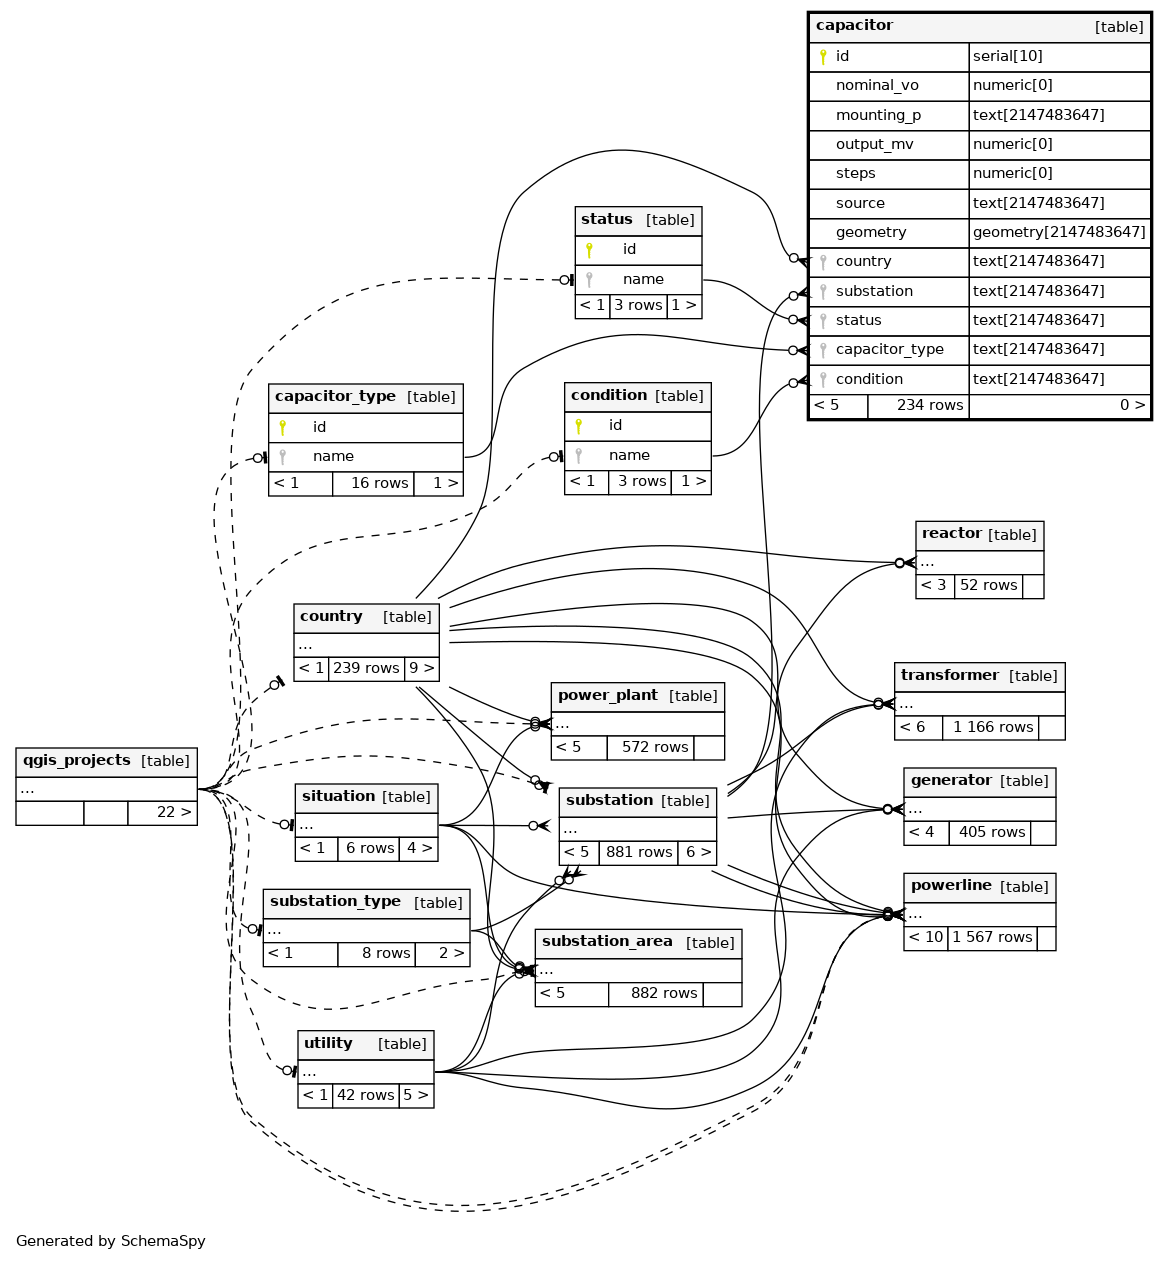 capacitor [table]
id serial[10]
nominal_vo numeric[0]
mounting_p text[2147483647]
output_mv numeric[0]
steps numeric[0]
source text[2147483647]
geometry geometry[2147483647]
country text[2147483647]
substation text[2147483647]
status text[2147483647]
capacitor_type text[2147483647]
condition text[2147483647]
< 5 234 rows 0 >
status [table]
id
name
< 1 3 rows 1 >
capacitor_type [table]
id
name
< 1 16 rows 1 >
condition [table]
id
name
< 1 3 rows 1 >
reactor [table]
...
< 3 52 rows
country [table]
...
< 1 239 rows 9 >
power_plant [table]
...
< 5 572 rows
transformer [table]
...
< 6 1 166 rows
qgis_projects [table]
...
22 >
situation [table]
...
< 1 6 rows 4 >
substation [table]
...
< 5 881 rows 6 >
generator [table]
...
< 4 405 rows
substation_type [table]
...
< 1 8 rows 2 >
powerline [table]
...
< 10 1 567 rows
substation_area [table]
...
< 5 882 rows
utility [table]
...
< 1 42 rows 5 >
Generated by SchemaSpy